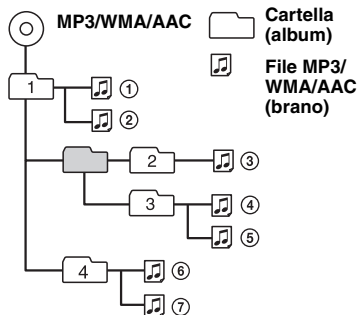 MP3/WMA/AAC
Cartella
(album)
File MP3/
WMA/AAC
(brano)
1
①
②
2
③
3
④
⑤
4
⑥
⑦